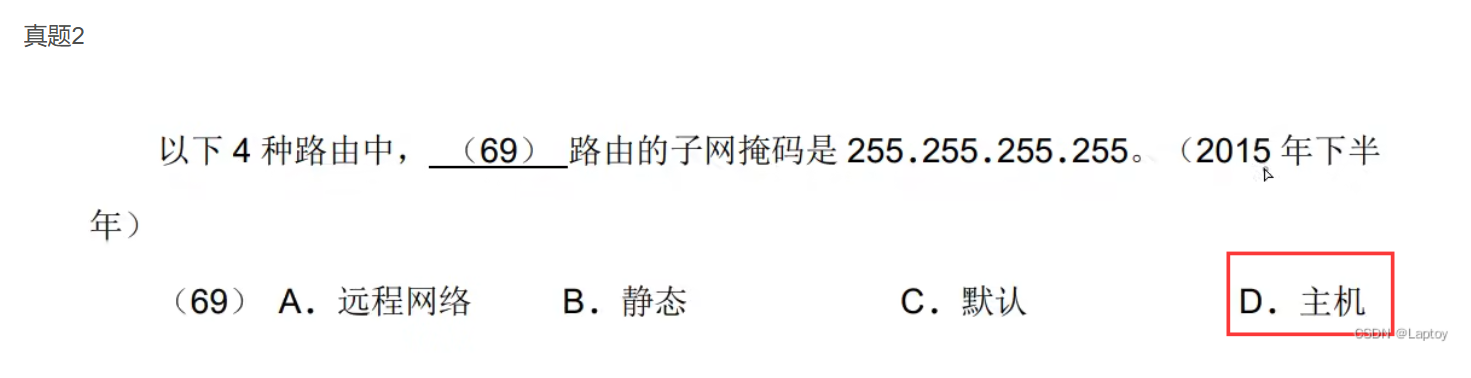 真题2
以下 4 种路由中，（69）路由的子网掩码是 255.255.255.255。（2015 年下半
年）
（69） A．远程网络 B．静态 C．默认 D．主机
CSDN @Laptoy